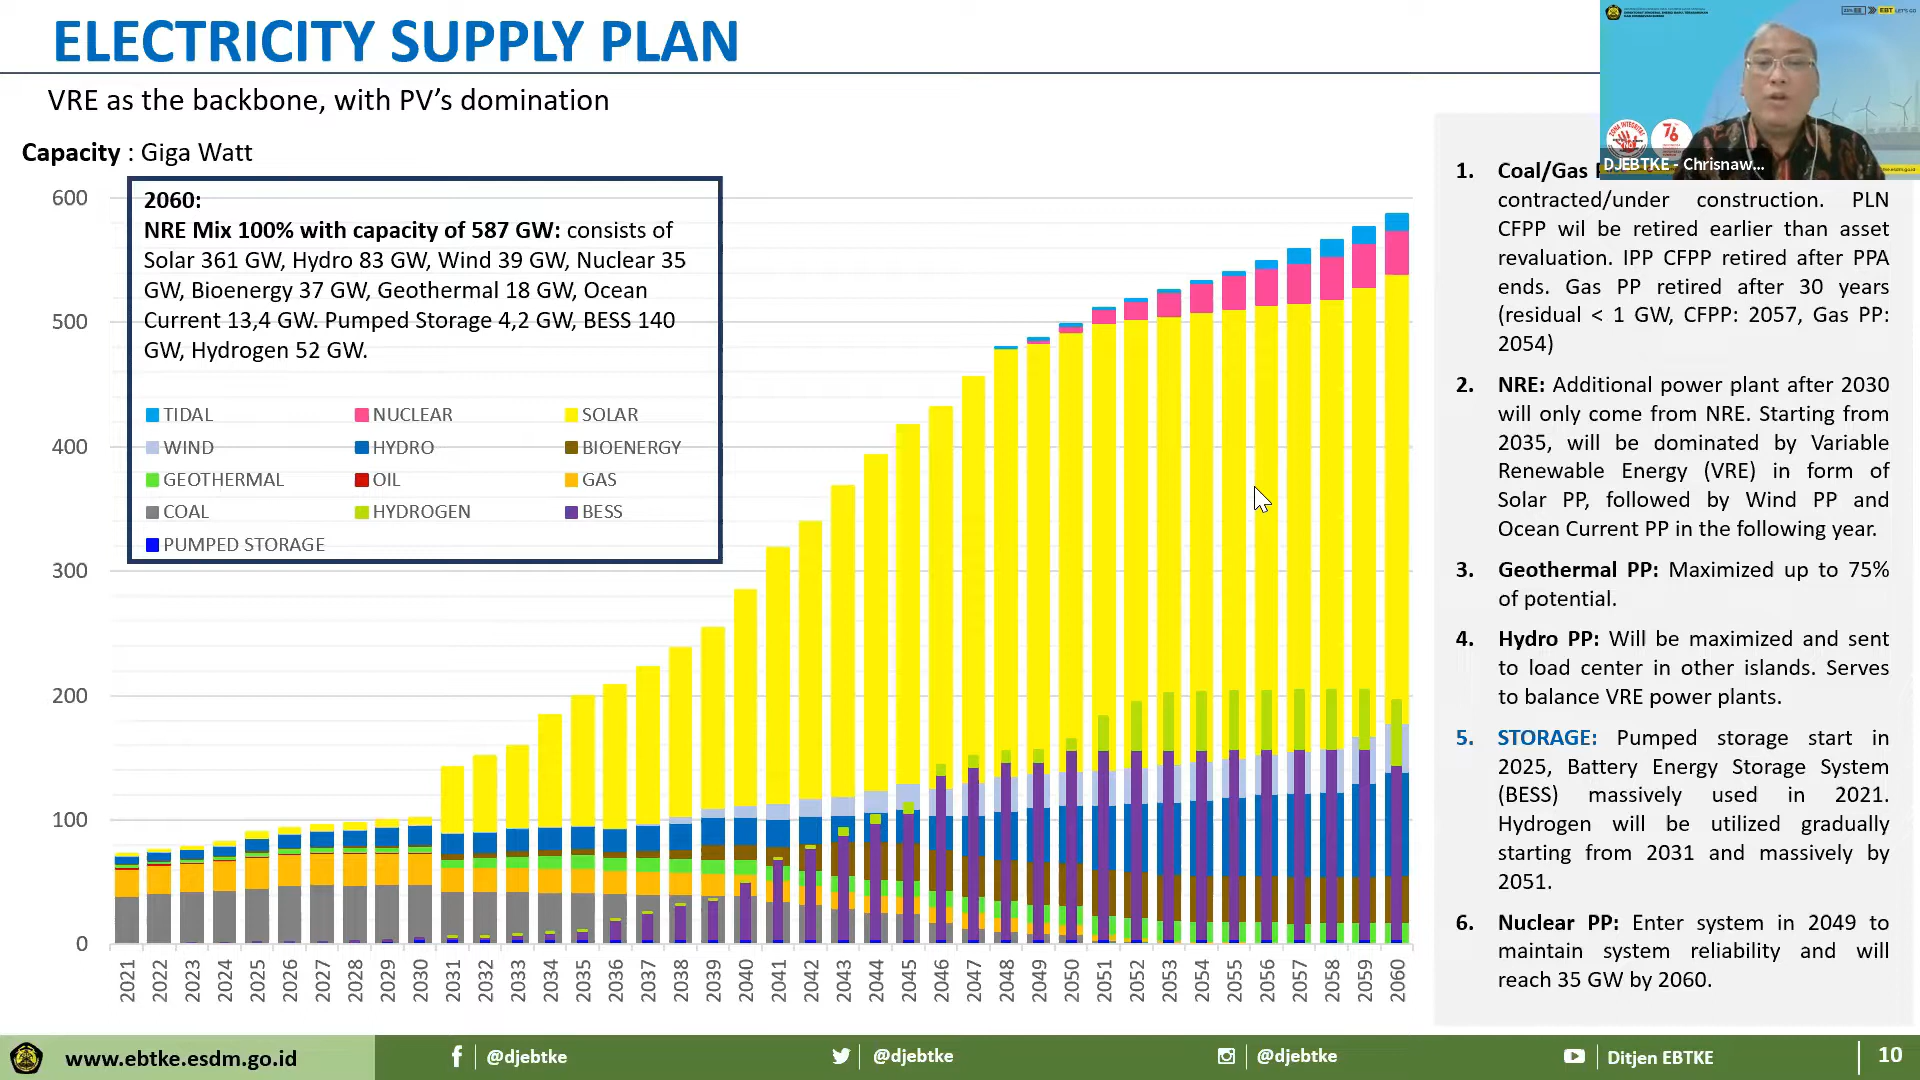 ELECTRICITY SUPPLY PLAN
VRE as the backbone, with PV's domination
Capacity : Giga Watt
600
500
400
300
200
100
0
2060:
NRE Mix 100% with capacity of 587 GW: consists of
Solar 361 GW, Hydro 83 GW, Wind 39 GW, Nuclear 35
GW, Bioenergy 37 GW, Geothermal 18 GW, Ocean
Current 13,4 GW. Pumped Storage 4,2 GW, BESS 140
GW, Hydrogen 52 GW.
TIDAL NUCLEAR SOLAR
WIND HYDRO BIOENERGY
GEOTHERMAL OIL GAS
COAL HYDROGEN BESS
PUMPED STORAGE
2021 2022 2023 2024 2025 2026 2027 2028 2029 2030 2031 2032 2033 2034 2035 2036 2037 2038 2039 2040 2041 2042 2043 2044 2045 2046 2047 2048 2049 2050 2051 2052 2053 2054 2055 2056 2057 2058 2059 2060
EBT
76
DJEBTKE - Chrisnaw...
1. Coal/Gas
contracted/under construction. PLN
CFPP wil be retired earlier than asset
revaluation. IPP CFPP retired after PPA
ends. Gas PP retired after 30 years
(residual < 1 GW, CFPP: 2057, Gas PP:
2054)
2. NRE: Additional power plant after 2030
will only come from NRE. Starting from
2035, will be dominated by Variable
Renewable Energy (VRE) in form of
Solar PP, followed by Wind PP and
Ocean Current PP in the following year.
3. Geothermal PP: Maximized up to 75%
of potential.
4. Hydro PP: Will be maximized and sent
to load center in other islands. Serves
to balance VRE power plants.
5. STORAGE: Pumped storage start in
2025, Battery Energy Storage System
(BESS) massively used in 2021.
Hydrogen will be utilized gradually
starting from 2031 and massively by
2051.
6. Nuclear PP: Enter system in 2049 to
maintain system reliability and will
reach 35 GW by 2060.
www.ebtke.esdm.go.id
@djebtke
@djebtke
@djebtke
Ditjen EBTKE
10